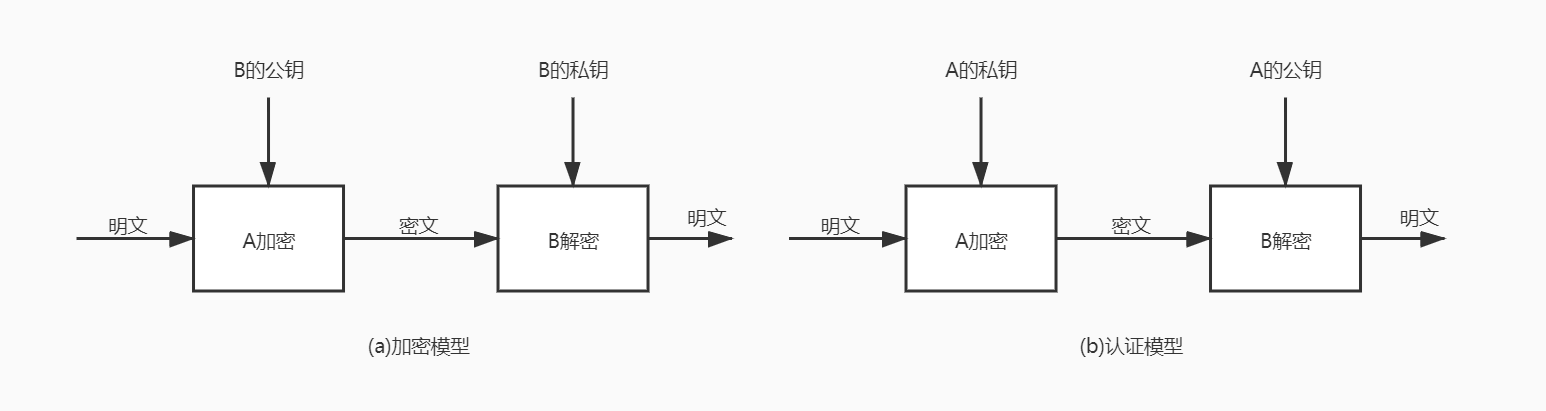 B的公钥
B的私钥
明文
A加密
密文
B解密
明文
(a)加密模型
A的私钥
A的公钥
明文
A加密
密文
B解密
明文
(b)认证模型